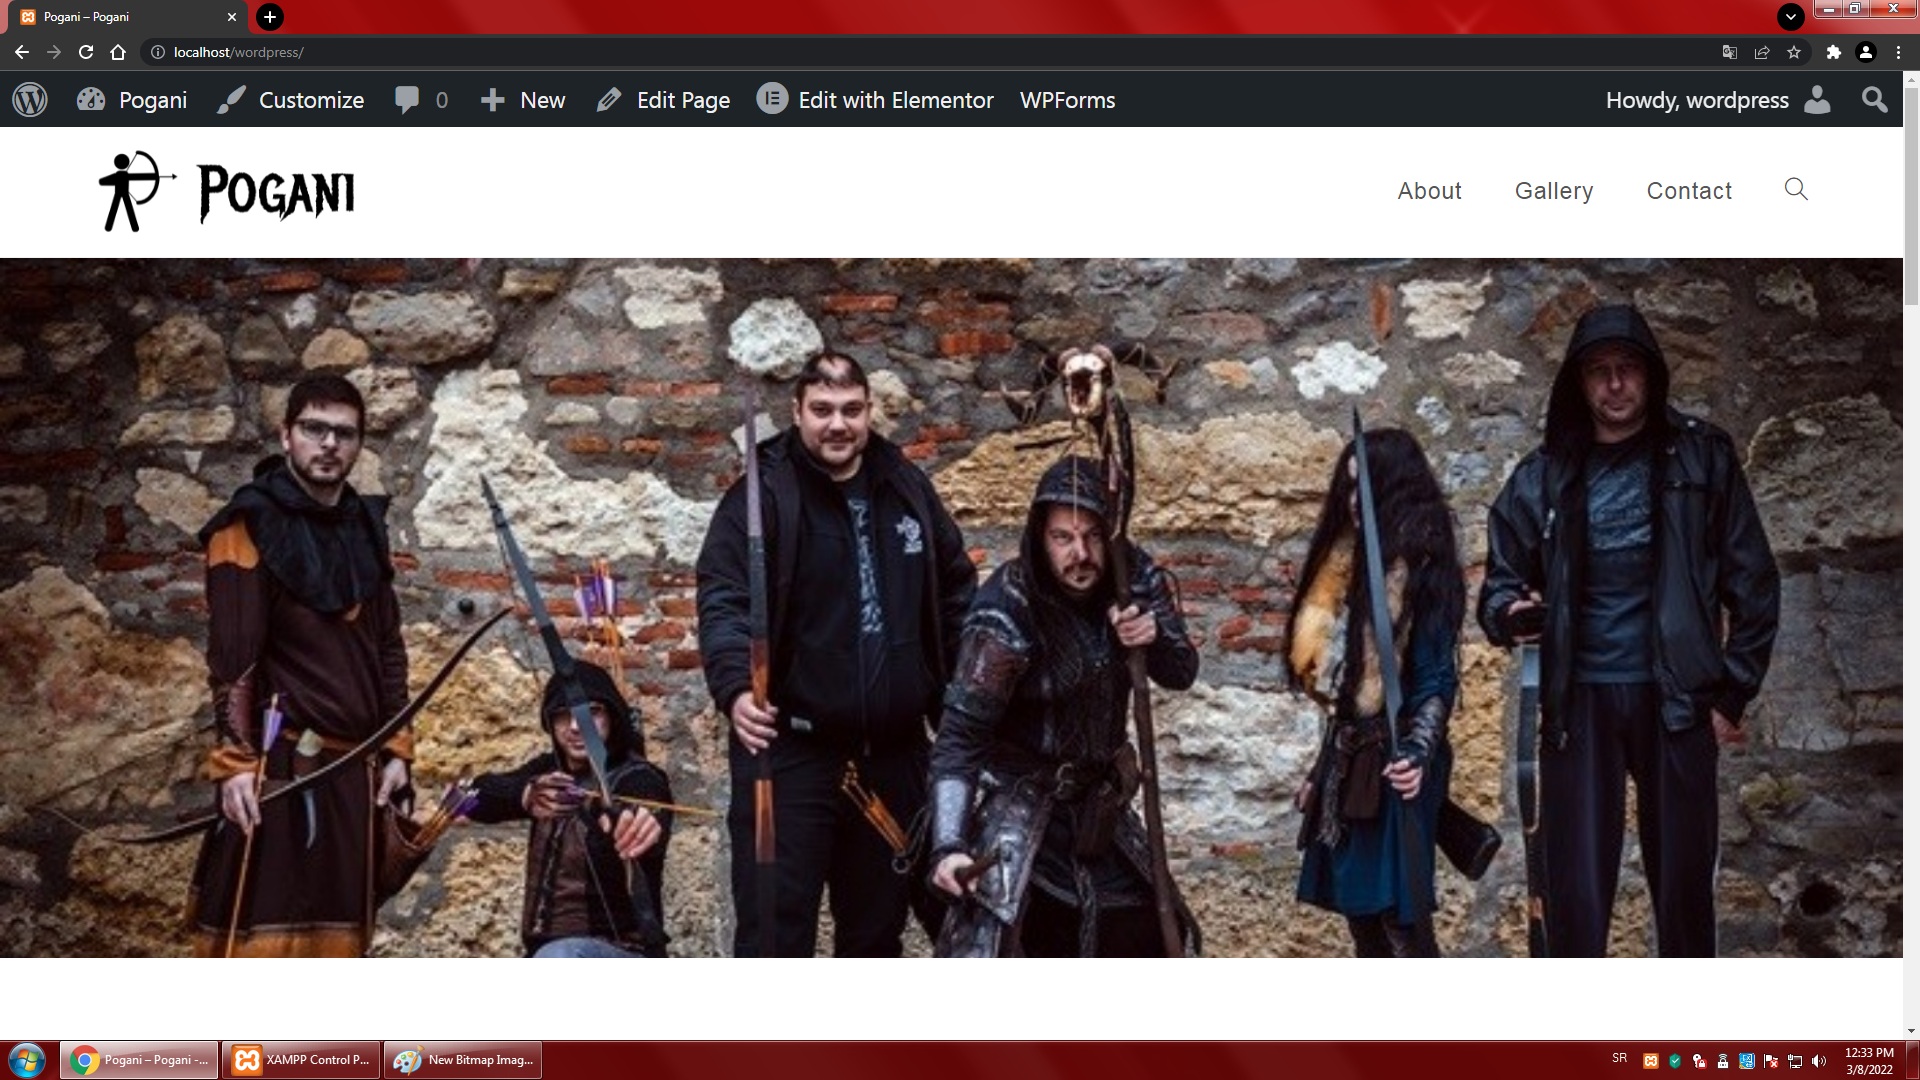 Pogani – Pogani
localhost/wordpress/
Pogani Customize 0 New Edit Page Edit with Elementor WPForms Howdy, wordpress
Pogani
About Gallery Contact
Pogani – Pogani -... XAMPP Control P... New Bitmap Imag... SR 12:33 PM
3/8/2022